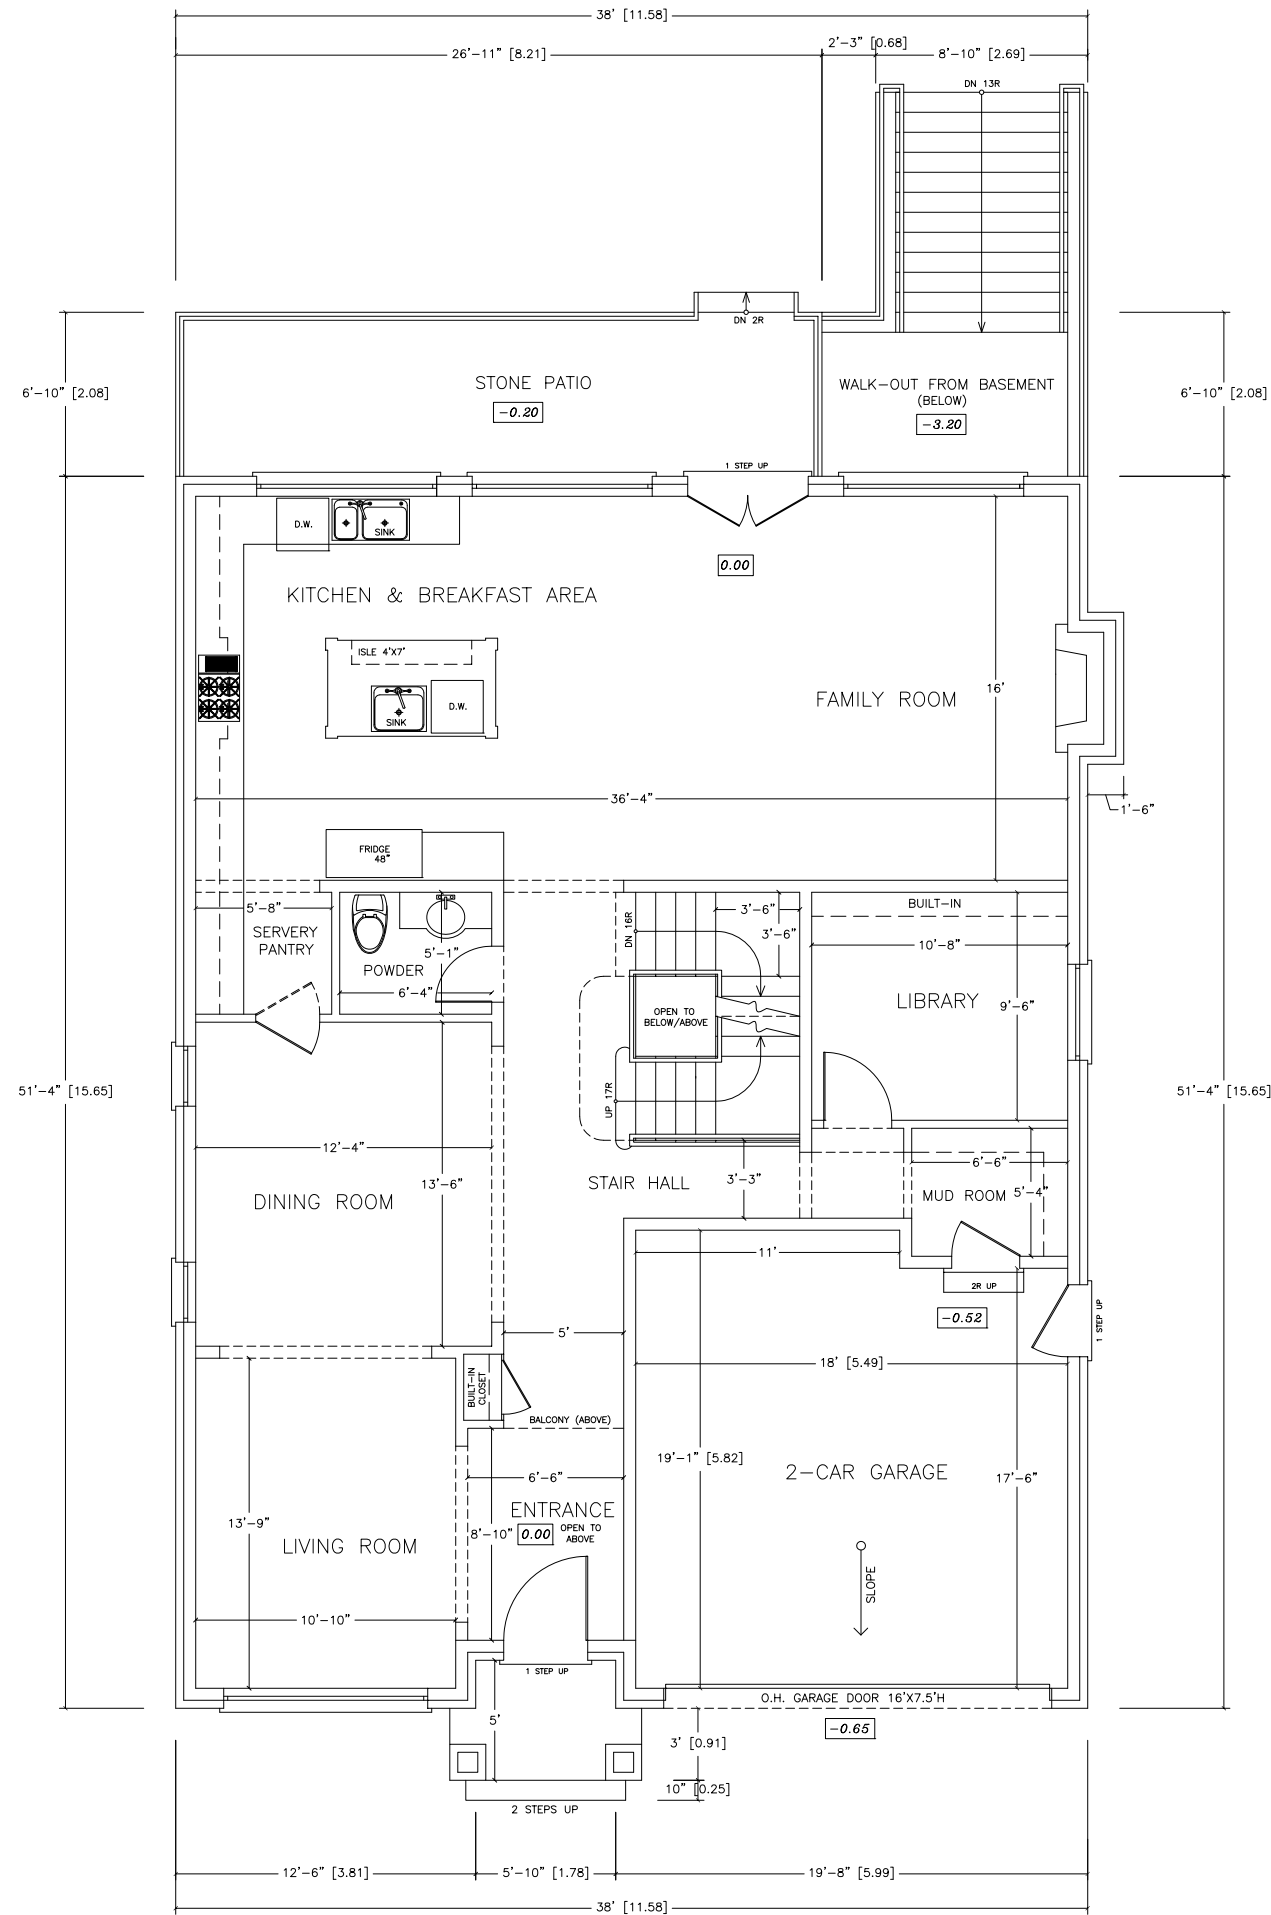 38' [11.58]
2'-3" [0.68]
26'-11" [8.21]
8'-10" [2.69]
DN 13R
DN 2R
6'-10" [2.08]
STONE PATIO
-0.20
WALK-OUT FROM BASEMENT
(BELOW)
-3.20
6'-10" [2.08]
1 STEP UP
D.W.
SINK
0.00
KITCHEN & BREAKFAST AREA
ISLE 4'X7'
SINK
D.W.
FAMILY ROOM
16'
36'-4"
1'-6"
FRIDGE
48"
5'-8"
SERVERY
PANTRY
POWDER
5'-1"
6'-4"
DN 16R
3'-6"
3'-6"
BUILT-IN
10'-8"
LIBRARY
9'-6"
OPEN TO
BELOW/ABOVE
UP 17R
51'-4" [15.65]
51'-4" [15.65]
12'-4"
13'-6"
DINING ROOM
STAIR HALL
3'-3"
6'-6"
MUD ROOM
5'-4"
11'
2R UP
-0.52
1 STEP UP
5'
18' [5.49]
BUILT-IN
CLOSET
BALCONY (ABOVE)
19'-1" [5.82]
2-CAR GARAGE
17'-6"
6'-6"
ENTRANCE
8'-10"
0.00
OPEN TO
ABOVE
13'-9"
LIVING ROOM
SLOPE
10'-10"
1 STEP UP
O.H. GARAGE DOOR 16'X7.5'H
5'
-0.65
3' [0.91]
10" [0.25]
2 STEPS UP
12'-6" [3.81]
5'-10" [1.78]
19'-8" [5.99]
38' [11.58]